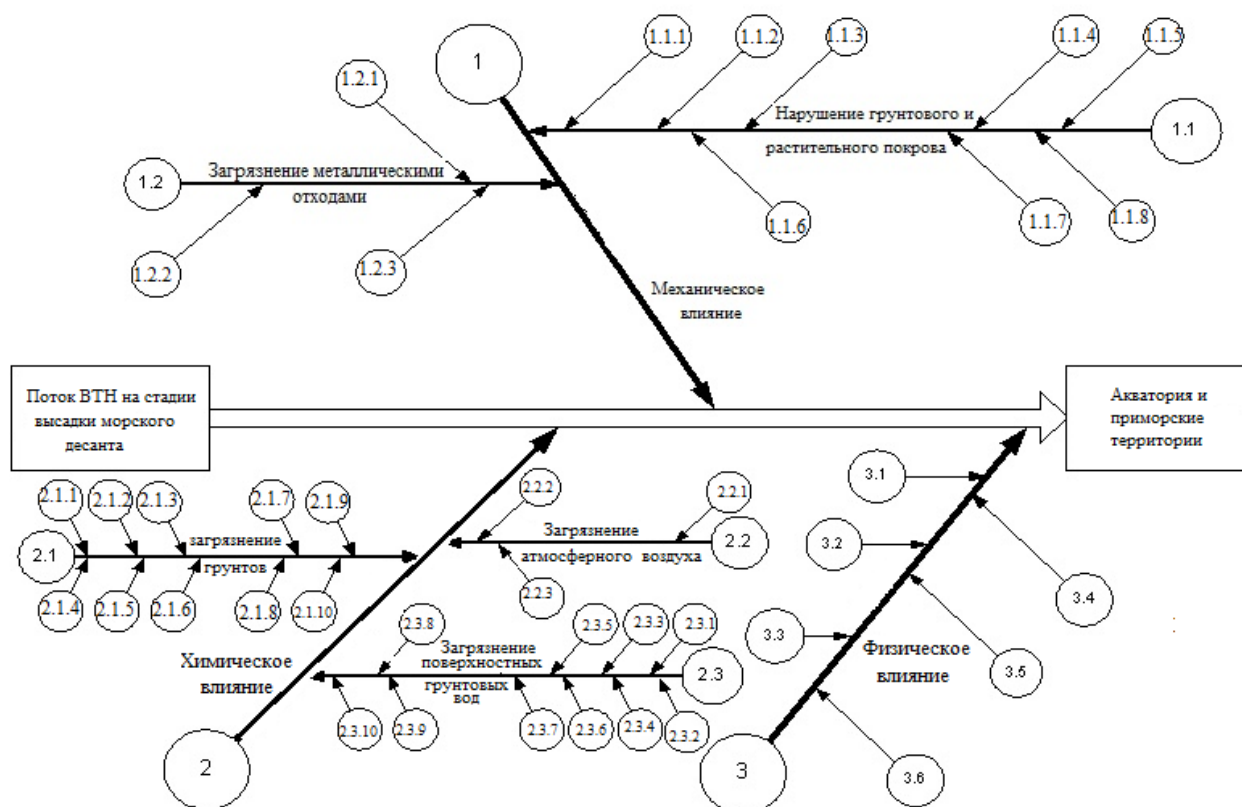 1
1.1.1
1.1.2
1.1.3
1.1.4
1.1.5
1.2.1
Нарушение грунтового и
растительного покрова
1.1
1.2
Загрязнение металлическими
отходами
1.1.6
1.1.7
1.1.8
1.2.2
1.2.3
Механическое
влияние
Поток ВТН на стадии
высадки морского
десанта
Акватория и
приморские
территории
2.1.1
2.1.2
2.1.3
2.1.7
2.1.9
2.1
загрязнение
грунтов
2.1.4
2.1.5
2.1.6
2.1.8
2.1.10
2.2.2
2.2.1
Загрязнение
атмосферного воздуха
2.2
2.2.3
3.1
3.2
3.3
3.4
3.5
3.6
Физическое
влияние
Химическое
влияние
2.3.8
2.3.5
2.3.3
2.3.1
Загрязнение
поверхностных
грунтовых
вод
2.3
2.3.10
2.3.9
2.3.7
2.3.6
2.3.4
2.3.2
2
3